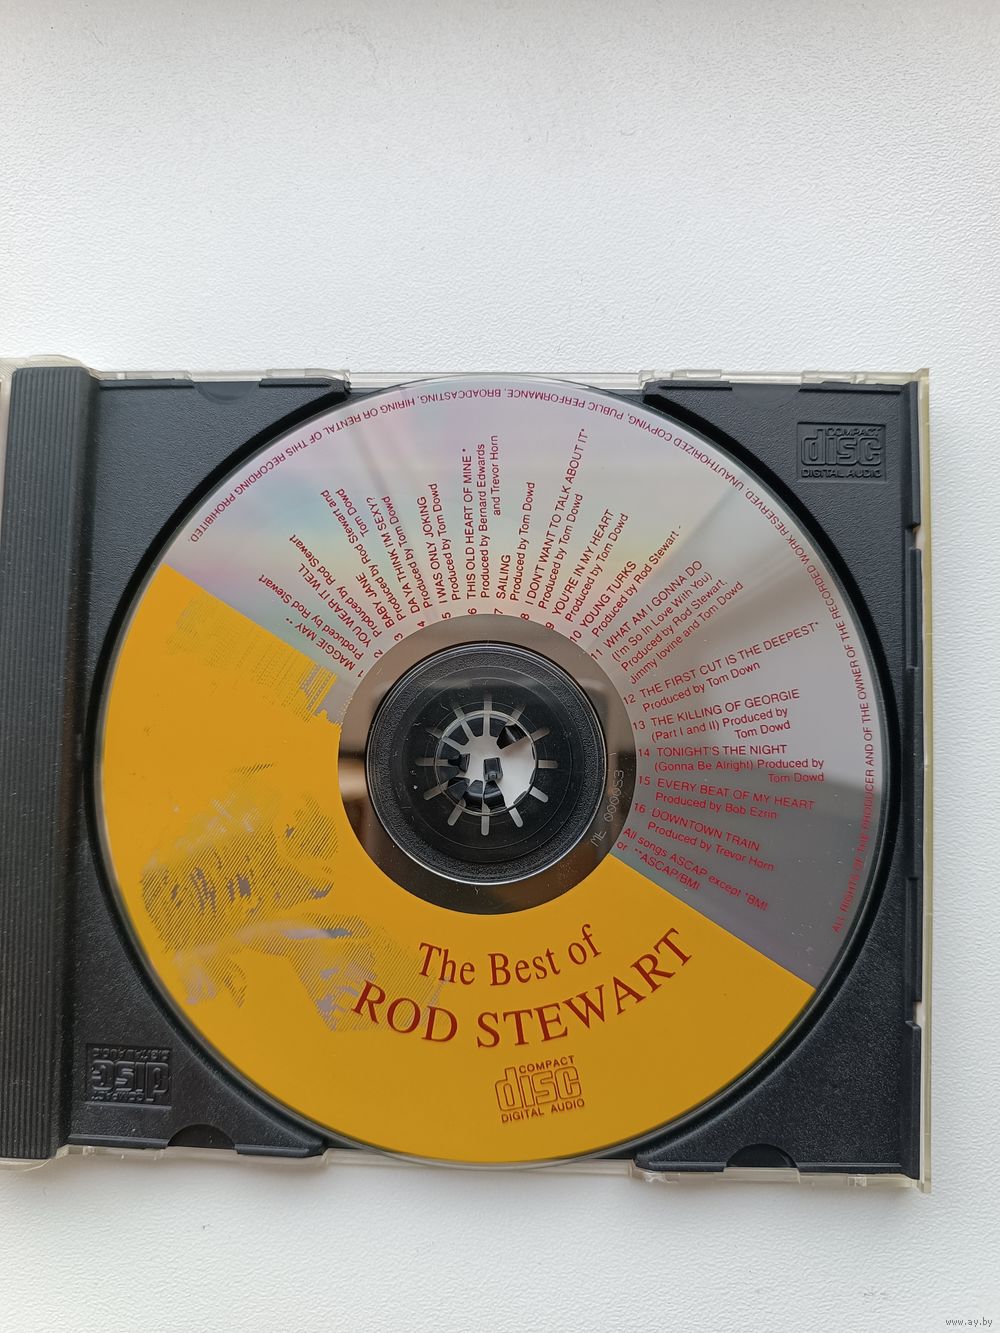 The Best of
ROD STEWART
COMPACT
disc
DIGITAL AUDIO
1 MAGGIE MAY **
Produced by Rod Stewart
2 YOU WEAR IT WELL
Produced by Rod Stewart
3 BABY JANE
Produced by Rod Stewart and
Tom Dowd
4 DA YA THINK I'M SEXY?
Produced by Tom Dowd
5 I WAS ONLY JOKING
Produced by Tom Dowd
6 THIS OLD HEART OF MINE *
Produced by Bernard Edwards
and Trevor Horn
7 SAILING
Produced by Tom Dowd
8 I DON'T WANT TO TALK ABOUT IT*
Produced by Tom Dowd
9 YOU'RE IN MY HEART
Produced by Tom Dowd
10 YOUNG TURKS
Produced by Rod Stewart -
11 WHAT AM I GONNA DO
(I'm So In Love With You)
Produced by Rod Stewart,
Jimmy Iovine and Tom Dowd
12 THE FIRST CUT IS THE DEEPEST*
Produced by Tom Down
13 THE KILLING OF GEORGIE
(Part I and II) Produced by
Tom Dowd
14 TONIGHT'S THE NIGHT
(Gonna Be Alright) Produced by
Tom Dowd
15 EVERY BEAT OF MY HEART
Produced by Bob Ezrin
16 DOWNTOWN TRAIN
Produced by Trevor Horn
All songs ASCAP except *BMI
or **ASCAP/BMI
ALL RIGHTS OF THE PRODUCER AND OF THE OWNER OF THE RECORDED WORK RESERVED. UNAUTHORIZED COPYING, PUBLIC PERFORMANCE, BROADCASTING, HIRING OR RENTAL OF THIS RECORDING PROHIBITED.
COMPACT
disc
DIGITAL AUDIO
COMPACT
disc
DIGITAL AUDIO
www.ay.by